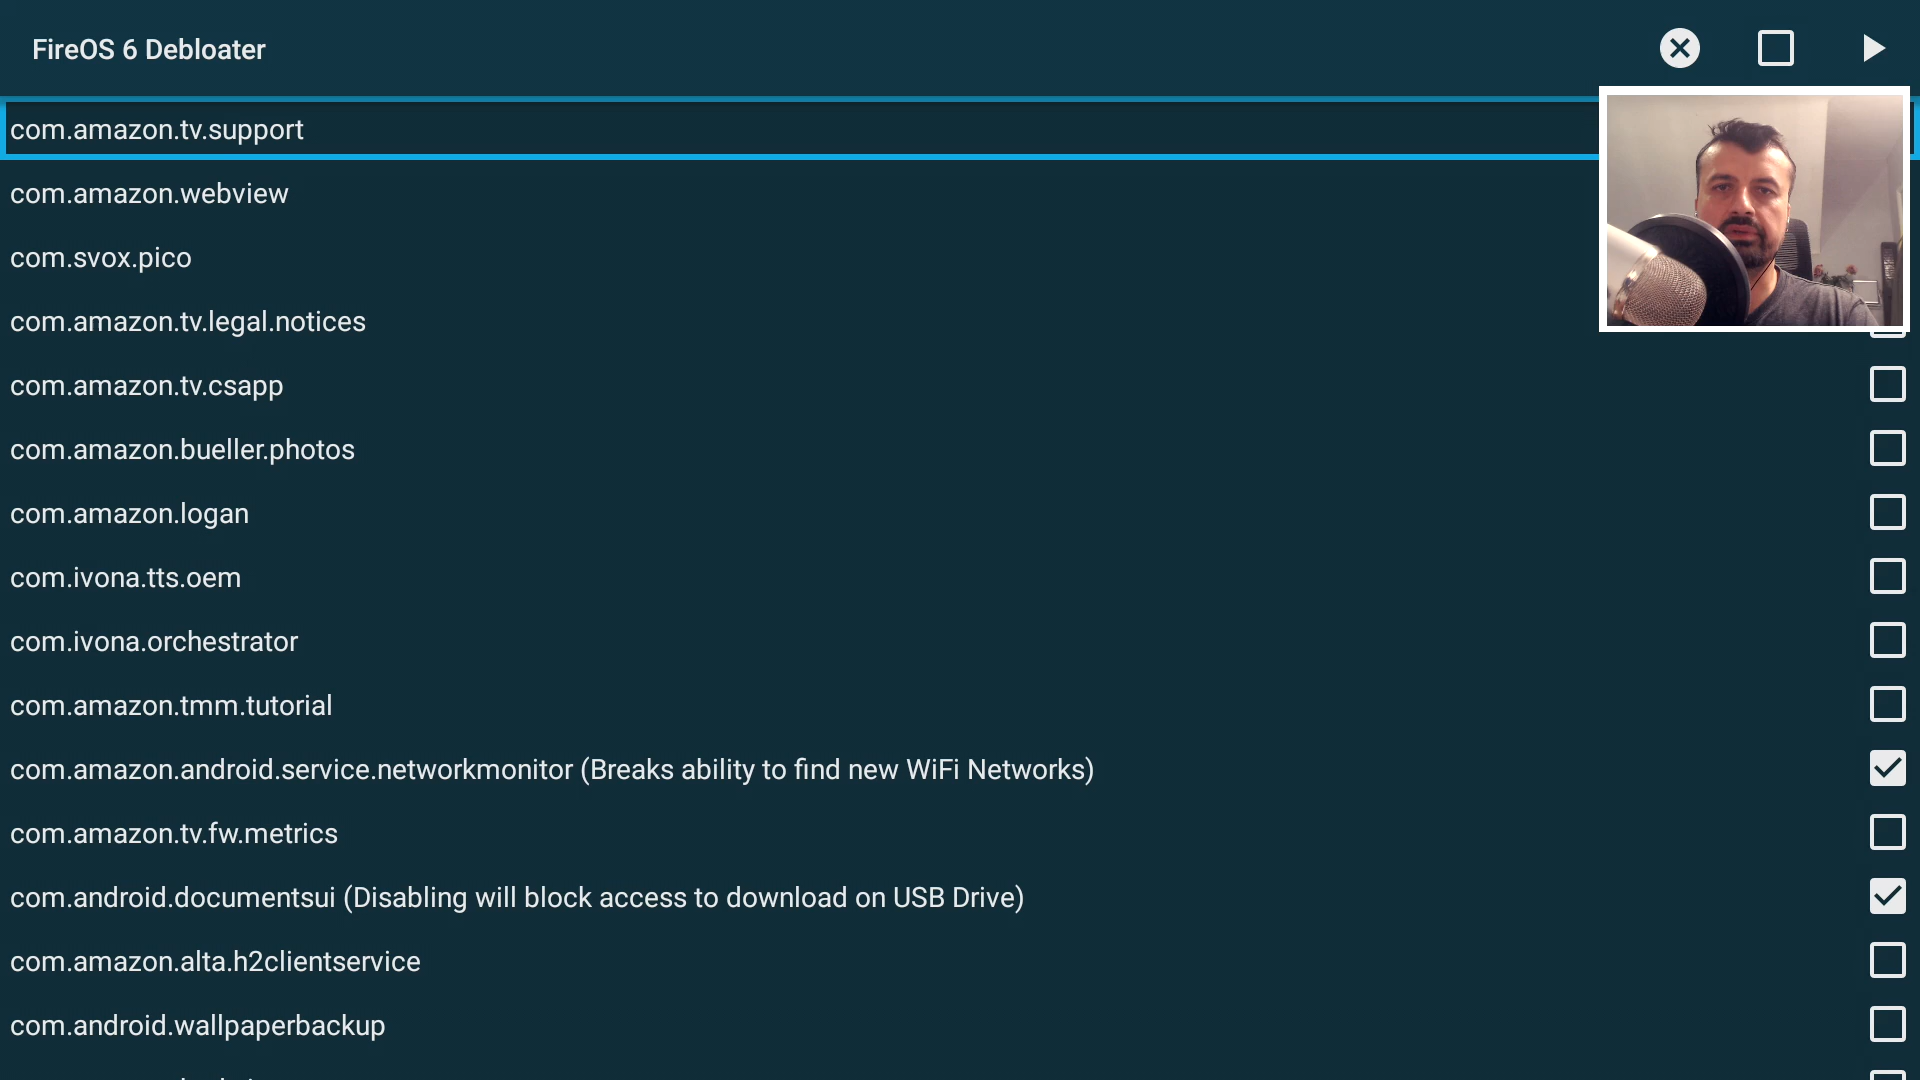 FireOS 6 Debloater
com.amazon.tv.support
com.amazon.webview
com.svox.pico
com.amazon.tv.legal.notices
com.amazon.tv.csapp
com.amazon.bueller.photos
com.amazon.logan
com.ivona.tts.oem
com.ivona.orchestrator
com.amazon.tmm.tutorial
com.amazon.android.service.networkmonitor (Breaks ability to find new WiFi Networks)
com.amazon.tv.fw.metrics
com.android.documentsui (Disabling will block access to download on USB Drive)
com.amazon.alta.h2clientservice
com.android.wallpaperbackup